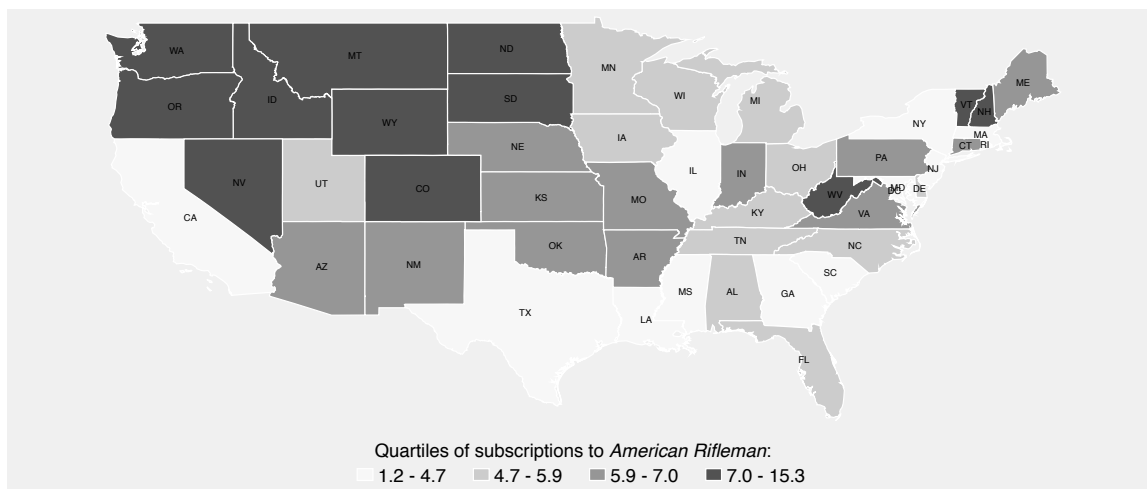 WA
MT
ND
MN
ME
OR
ID
SD
WI
MI
VT
NH
WY
NY
MA
NE
IA
CT
RI
PA
NJ
NV
UT
CO
IL
IN
OH
MD
DE
DC
KS
MO
WV
VA
CA
KY
AZ
NM
OK
AR
TN
NC
SC
MS
AL
GA
TX
LA
FL
Quartiles of subscriptions to American Rifleman:
1.2 - 4.7 4.7 - 5.9 5.9 - 7.0 7.0 - 15.3